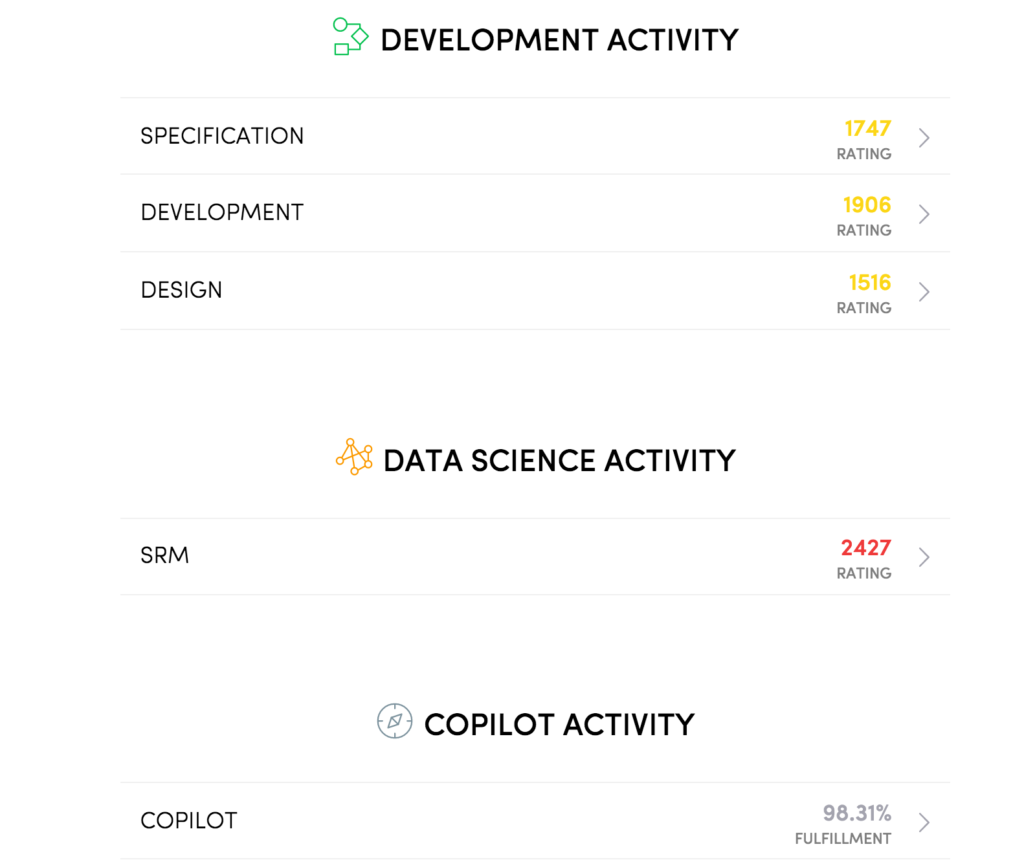 DEVELOPMENT ACTIVITY
SPECIFICATION
1747
RATING
DEVELOPMENT
1906
RATING
DESIGN
1516
RATING
DATA SCIENCE ACTIVITY
SRM
2427
RATING
COPILOT ACTIVITY
COPILOT
98.31%
FULFILLMENT